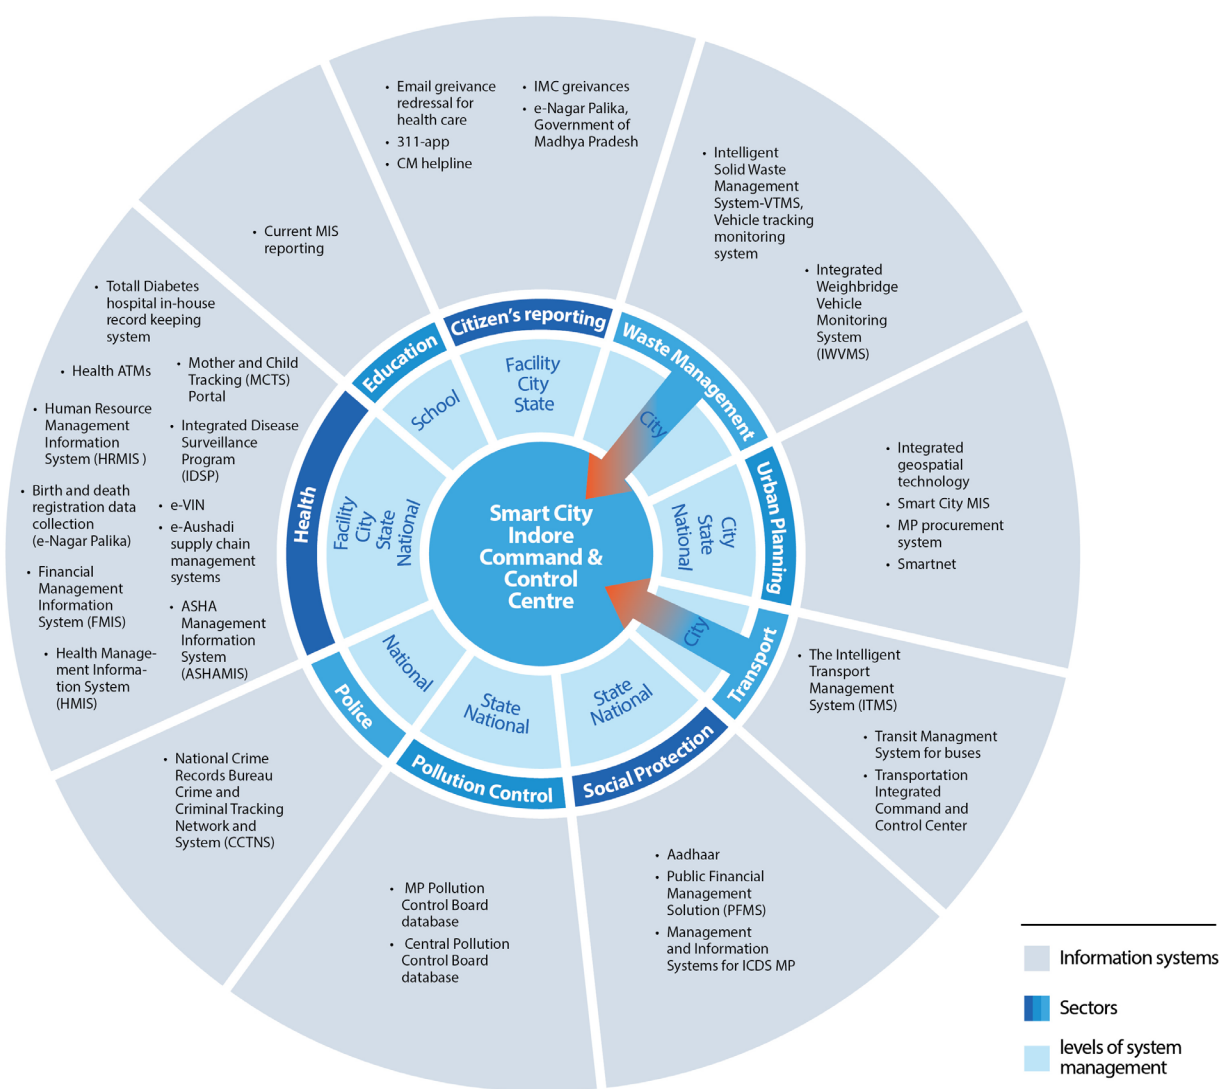 • Email greivance
redressal for
health care
• 311-app
• CM helpline
• IMC greivances
• e-Nagar Palika,
Government of
Madhya Pradesh
• Intelligent
Solid Waste
Management
System-VTMS,
Vehicle tracking
monitoring
system
• Integrated
Weighbridge
Vehicle
Monitoring
System
(IWVMS)
• Integrated
geospatial
technology
• Smart City MIS
• MP procurement
system
• Smartnet
• The Intelligent
Transport
Management
System (ITMS)
• Transit Managment
System for buses
• Transportation
Integrated
Command and
Control Center
• Aadhaar
• Public Financial
Management
Solution (PFMS)
• Management
and Information
Systems for ICDS MP
• MP Pollution
Control Board
database
• Central Pollution
Control Board
database
• National Crime
Records Bureau
Crime and
Criminal Tracking
Network and
System (CCTNS)
• Totall Diabetes
hospital in-house
record keeping
system
• Health ATMs
• Mother and Child
Tracking (MCTS)
Portal
• Human Resource
Management
Information
System (HRMIS )
• Integrated Disease
Surveillance
Program
(IDSP)
• Birth and death
registration data
collection
(e-Nagar Palika)
• e-VIN
• e-Aushadi
supply chain
management
systems
• Financial
Management
Information
System (FMIS)
• ASHA
Management
Information
System
(ASHAMIS)
• Health Manage-
ment Informa-
tion System
(HMIS)
• Current MIS
reporting
Citizen's reporting
Waste Management
Urban Planning
Transport
Social Protection
Pollution Control
Police
Health
Education
Facility
City
State
City
City
State
National
City
State
National
State
National
National
Facility
City
State
National
School
Smart City
Indore
Command &
Control
Centre
Information systems
Sectors
levels of system
management